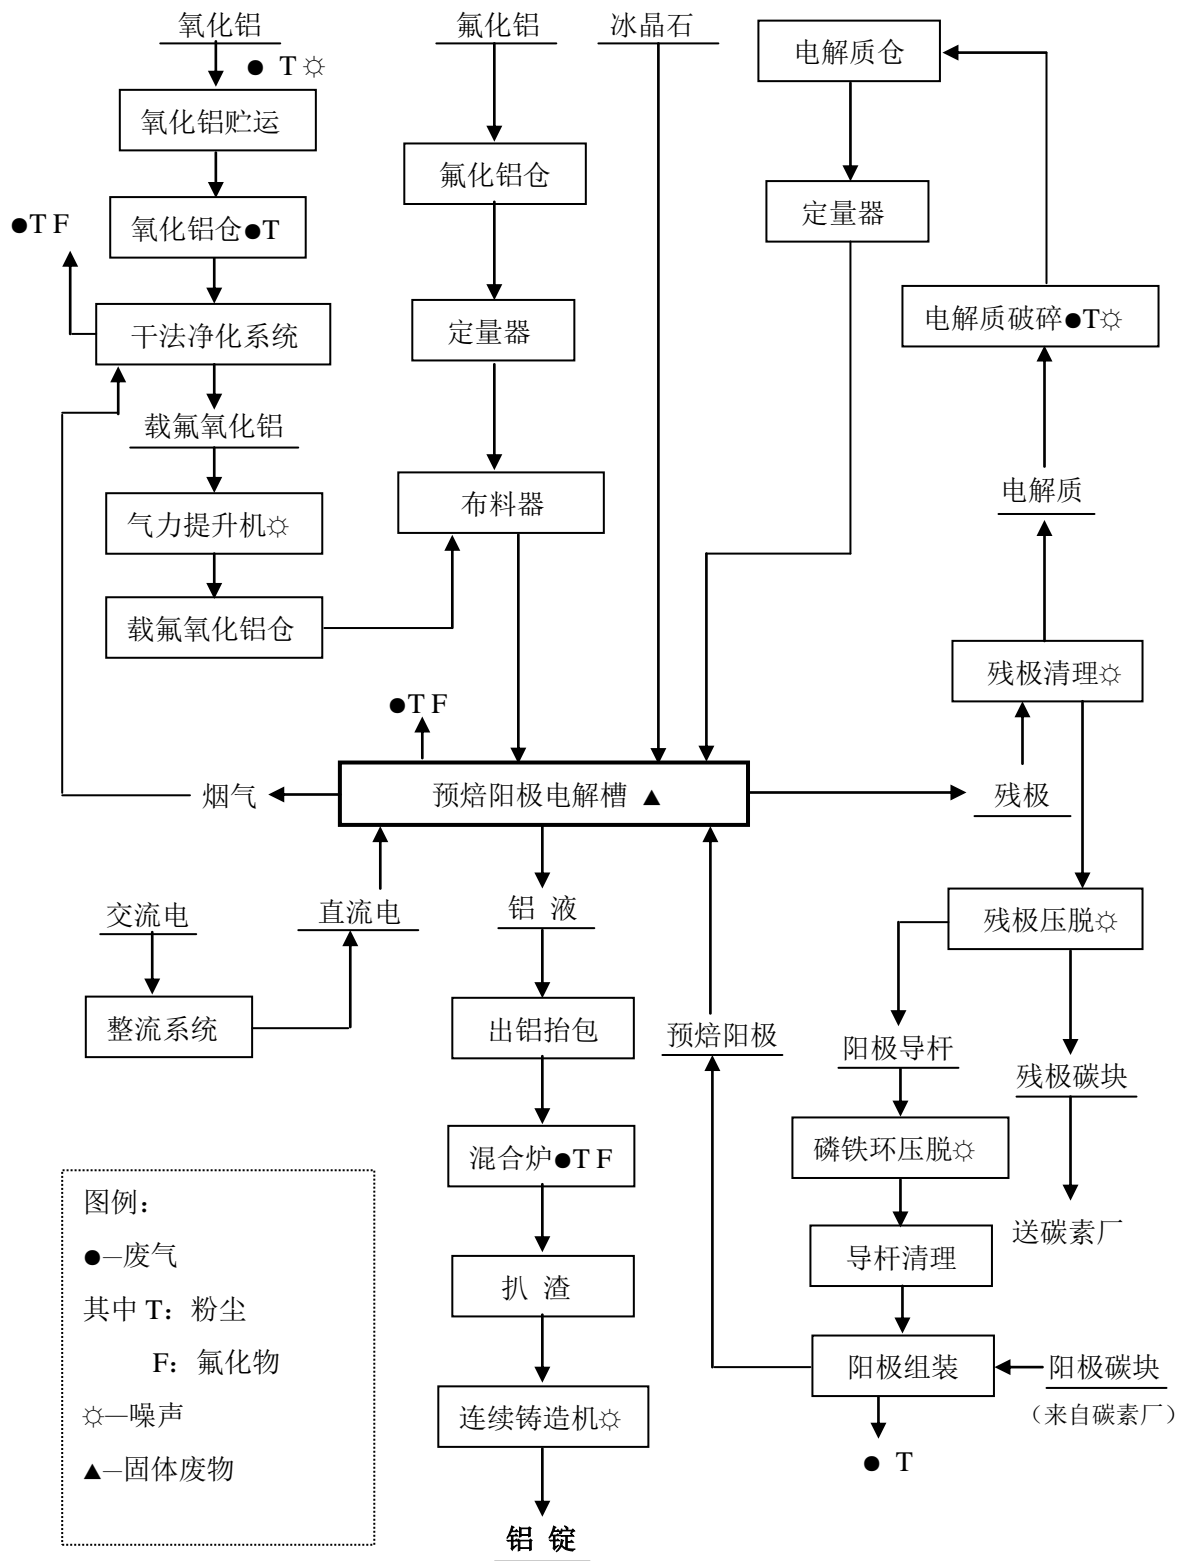 氧化铝
氟化铝
冰晶石
电解质仓
● T☼
氧化铝贮运
氟化铝仓
定量器
●T F
氧化铝仓●T
干法净化系统
定量器
电解质破碎●T☼
载氟氧化铝
气力提升机☼
布料器
电解质
载氟氧化铝仓
残极清理☼
●T F
烟气
预焙阳极电解槽 ▲
残极
交流电
直流电
铝 液
残极压脱☼
整流系统
出铝抬包
预焙阳极
阳极导杆
残极碳块
混合炉●T F
磷铁环压脱☼
送碳素厂
扒 渣
导杆清理
阳极组装
阳极碳块
（来自碳素厂）
连续铸造机☼
● T
铝 锭
图例：
●—废气
其中 T：粉尘
F：氟化物
☼—噪声
▲—固体废物